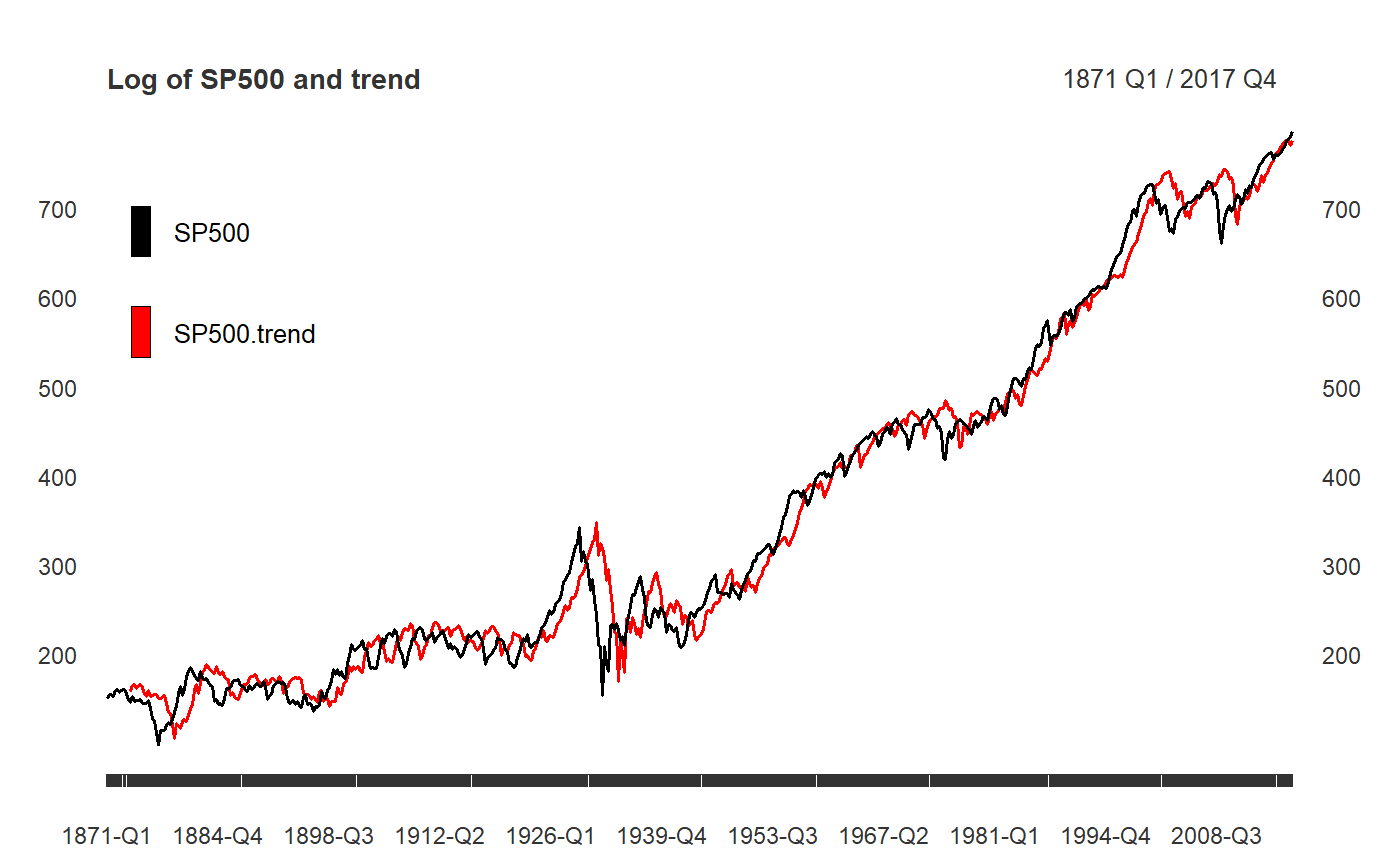 Log of SP500 and trend 1871 Q1 / 2017 Q4
SP500
SP500.trend
700 700
600 600
500 500
400 400
300 300
200 200
1871-Q1 1884-Q4 1898-Q3 1912-Q2 1926-Q1 1939-Q4 1953-Q3 1967-Q2 1981-Q1 1994-Q4 2008-Q3